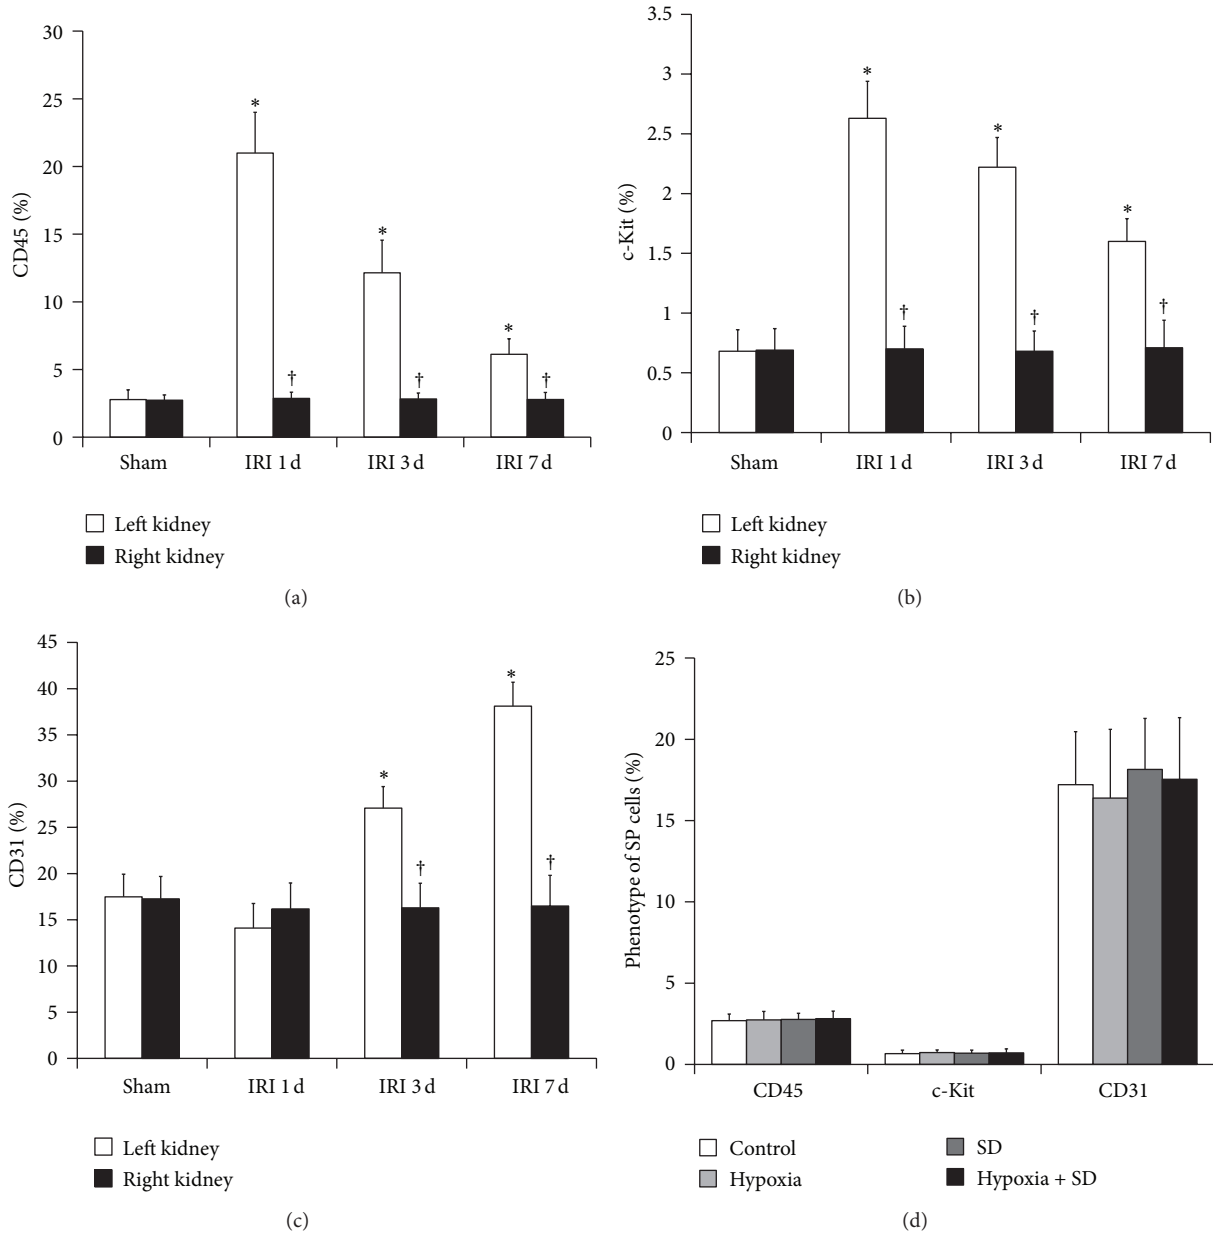 30
25
20
15
10
5
0
CD45 (%)
*
*
*
†
†
†
Sham IRI 1 d IRI 3 d IRI 7 d
Left kidney
Right kidney
(a)
3.5
3
2.5
2
1.5
1
0.5
0
c-Kit (%)
*
*
*
†
†
†
Sham IRI 1 d IRI 3 d IRI 7 d
Left kidney
Right kidney
(b)
45
40
35
30
25
20
15
10
5
0
CD31 (%)
*
*
†
†
Sham IRI 1 d IRI 3 d IRI 7 d
Left kidney
Right kidney
(c)
25
20
15
10
5
0
Phenotype of SP cells (%)
CD45 c-Kit CD31
Control SD
Hypoxia Hypoxia + SD
(d)